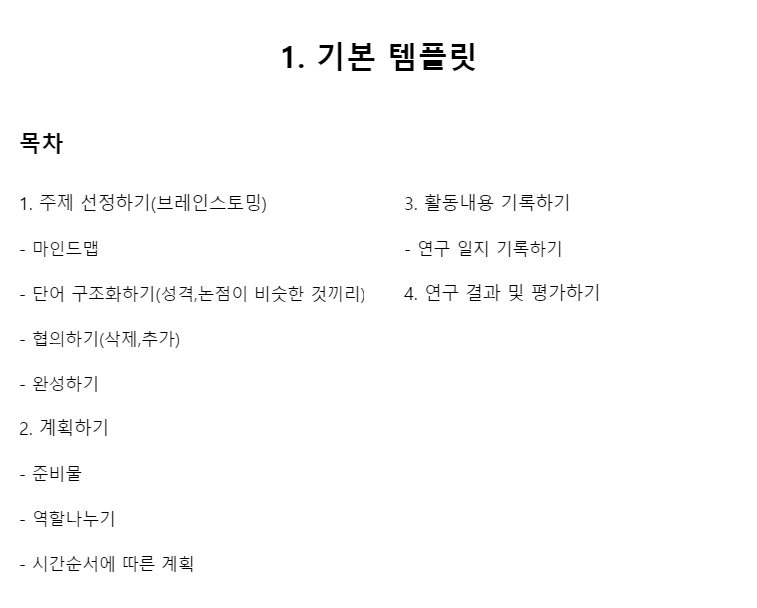 1. 기본 템플릿
목차
1. 주제 선정하기(브레인스토밍)
- 마인드맵
- 단어 구조화하기(성격,논점이 비슷한 것끼리)
- 협의하기(삭제,추가)
- 완성하기
2. 계획하기
- 준비물
- 역할나누기
- 시간순서에 따른 계획
3. 활동내용 기록하기
- 연구 일지 기록하기
4. 연구 결과 및 평가하기